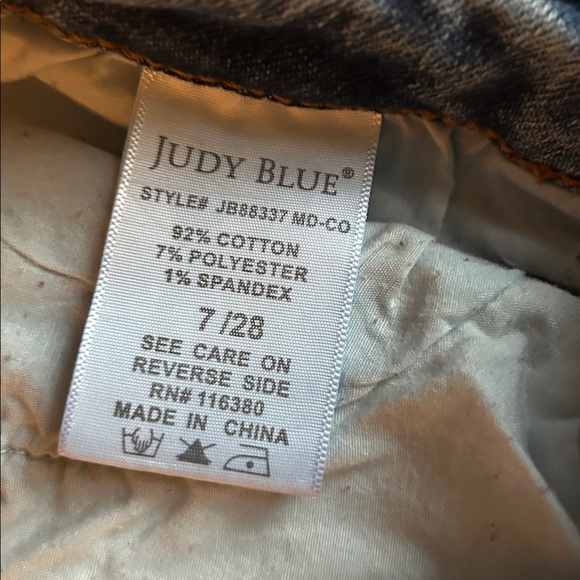 JUDY BLUE®
STYLE# JB88337 MD-CO
92% COTTON
7% POLYESTER
1% SPANDEX
7/28
SEE CARE ON
REVERSE SIDE
RN# 116380
MADE IN CHINA